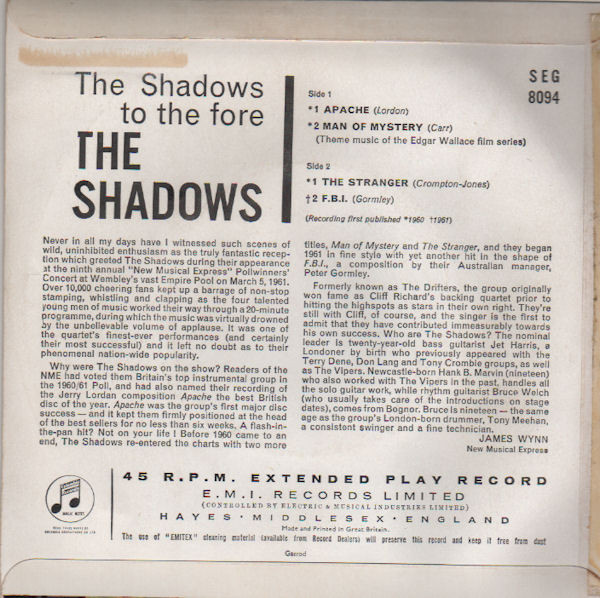 The Shadows
to the fore
THE
SHADOWS
SEG
8094
Side 1
*1 APACHE (Lordon)
*2 MAN OF MYSTERY (Carr)
(Theme music of the Edgar Wallace film series)
Side 2
*1 THE STRANGER (Crompton-Jones)
†2 F.B.I. (Gormley)
(Recording first published *1960 †1961)
Never in all my days have I witnessed such scenes of
wild, uninhibited enthusiasm as the truly fantastic recep-
tion which greeted The Shadows during their appearance
at the ninth annual "New Musical Express" Pollwinners'
Concert at Wembley's vast Empire Pool on March 5, 1961.
Over 10,000 cheering fans kept up a barrage of non-stop
stamping, whistling and clapping as the four talented
young men of music worked their way through a 20-minute
programme, during which the music was virtually drowned
by the unbelievable volume of applause. It was one of
the quartet's finest-ever performances (and certainly
their most successful) and it left no doubt as to their
phenomenal nation-wide popularity.
Why were The Shadows on the show? Readers of the
NME had voted them Britain's top instrumental group in
the 1960/61 Poll, and had also named their recording of
the Jerry Lordan composition Apache the best British
disc of the year. Apache was the group's first major disc
success — and it kept them firmly positioned at the head
of the best sellers for no less than six weeks. A flash-in-
the-pan hit? Not on your life! Before 1960 came to an
end, The Shadows re-entered the charts with two more
titles, Man of Mystery and The Stranger, and they began
1961 in fine style with yet another hit in the shape of
F.B.I., a composition by their Australian manager,
Peter Gormley.
Formerly known as The Drifters, the group originally
won fame as Cliff Richard's backing quartet prior to
hitting the highspots as stars in their own right. They're
still with Cliff, of course, and the singer is the first to
admit that they have contributed immeasurably towards
his own success. Who are The Shadows? The nominal
leader is twenty-year-old bass guitarist Jet Harris, a
Londoner by birth who previously appeared with the
Terry Dene, Don Lang and Tony Crombie groups, as well
as The Vipers. Newcastle-born Hank B. Marvin (nineteen)
who also worked with The Vipers in the past, handles all
the solo guitar work, while rhythm guitarist Bruce Welch
(who usually takes care of the introductions on stage
dates), comes from Bognor. Bruce is nineteen — the same
age as the group's London-born drummer, Tony Meehan,
a consistent swinger and a fine technician.
JAMES WYNN
New Musical Express
MAGIC NOTES
45 R.P.M. EXTENDED PLAY RECORD
E.M.I. RECORDS LIMITED
(CONTROLLED BY ELECTRIC & MUSICAL INDUSTRIES LIMITED)
HAYES · MIDDLESEX · ENGLAND
Made and Printed in Great Britain.
The use of "EMITEX" cleaning material (available from Record Dealers) will preserve this record and keep it free from dust
Garrod